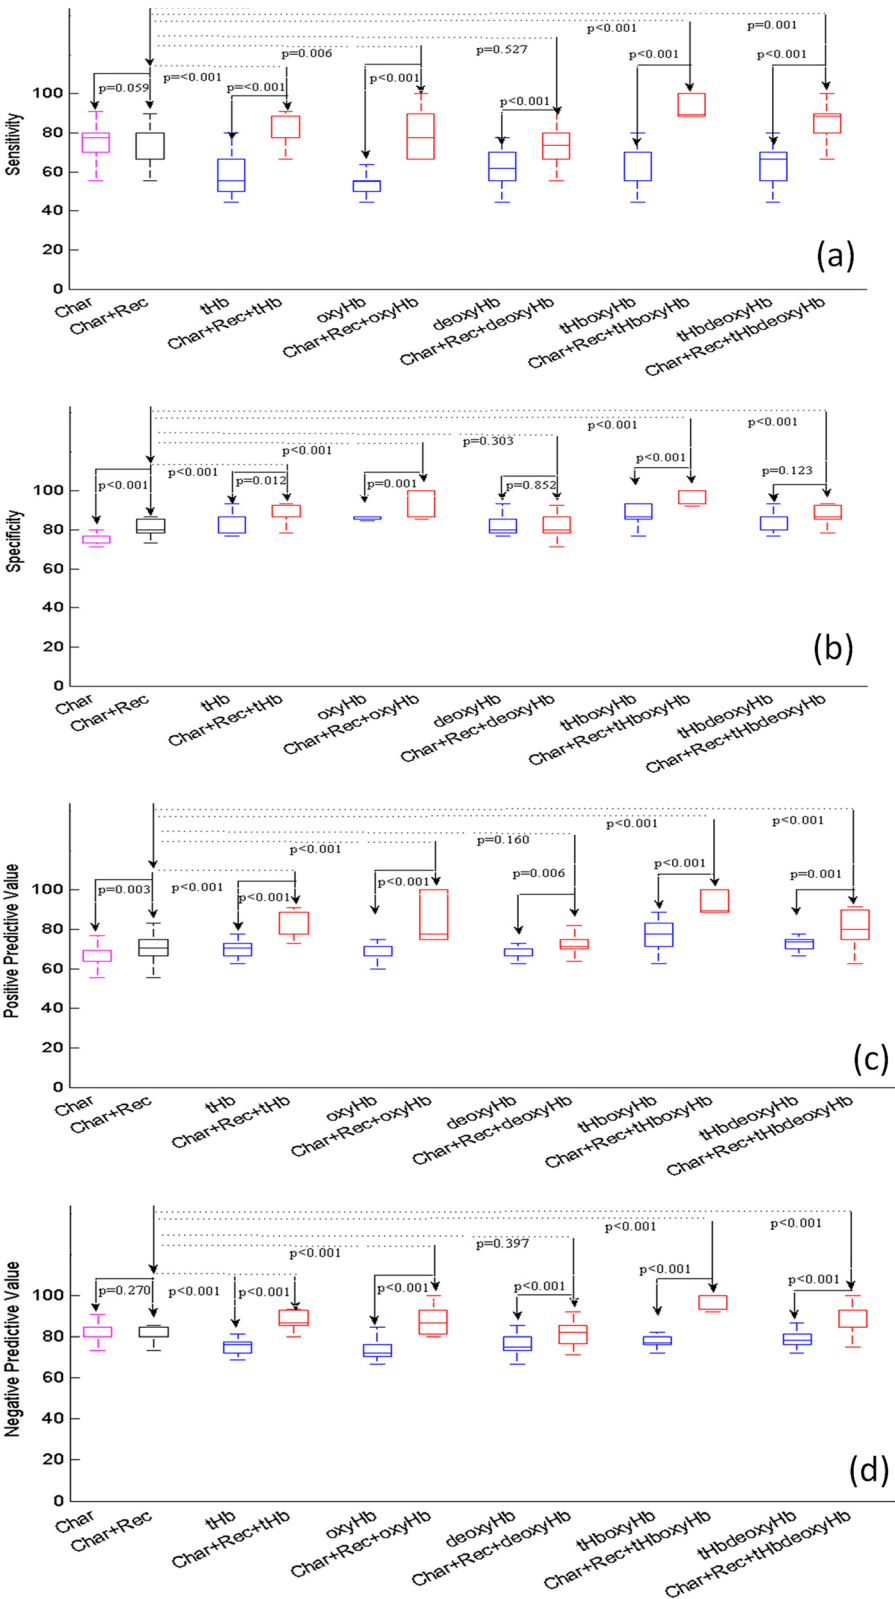 p<0.001
p=0.001
p=0.006
p=0.527
p=0.059
p=<0.001
p=<0.001
p<0.001
p<0.001
p<0.001
p<0.001
100
80
60
40
20
0
Sensitivity
(a)
Char
Char+Rec
tHb
Char+Rec+tHb
oxyHb
Char+Rec+oxyHb
deoxyHb
Char+Rec+deoxyHb
tHboxyHb
Char+Rec+tHboxyHb
tHbdeoxyHb
Char+Rec+tHbdeoxyHb
p<0.001
p<0.001
p<0.001
p=0.303
p<0.001
p<0.001
p=0.012
p=0.001
p=0.852
p<0.001
p=0.123
100
80
60
40
20
0
Specificity
(b)
Char
Char+Rec
tHb
Char+Rec+tHb
oxyHb
Char+Rec+oxyHb
deoxyHb
Char+Rec+deoxyHb
tHboxyHb
Char+Rec+tHboxyHb
tHbdeoxyHb
Char+Rec+tHbdeoxyHb
p<0.001
p<0.001
p<0.001
p=0.160
p=0.003
p<0.001
p<0.001
p<0.001
p=0.006
p<0.001
p=0.001
100
80
60
40
20
0
Positive Predictive Value
(c)
Char
Char+Rec
tHb
Char+Rec+tHb
oxyHb
Char+Rec+oxyHb
deoxyHb
Char+Rec+deoxyHb
tHboxyHb
Char+Rec+tHboxyHb
tHbdeoxyHb
Char+Rec+tHbdeoxyHb
p<0.001
p<0.001
p<0.001
p=0.397
p=0.270
p<0.001
p<0.001
p<0.001
p<0.001
p<0.001
p<0.001
100
80
60
40
20
0
Negative Predictive Value
(d)
Char
Char+Rec
tHb
Char+Rec+tHb
oxyHb
Char+Rec+oxyHb
deoxyHb
Char+Rec+deoxyHb
tHboxyHb
Char+Rec+tHboxyHb
tHbdeoxyHb
Char+Rec+tHbdeoxyHb